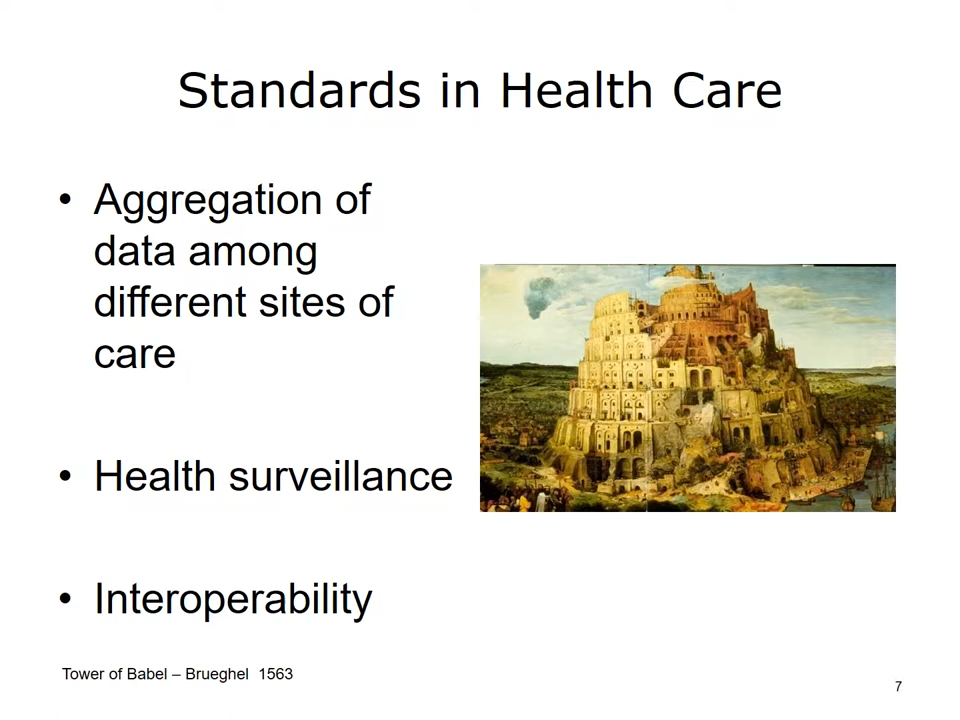 Standards in Health Care
• Aggregation of
data among
different sites of
care
• Health surveillance
• Interoperability
Tower of Babel – Brueghel 1563
7